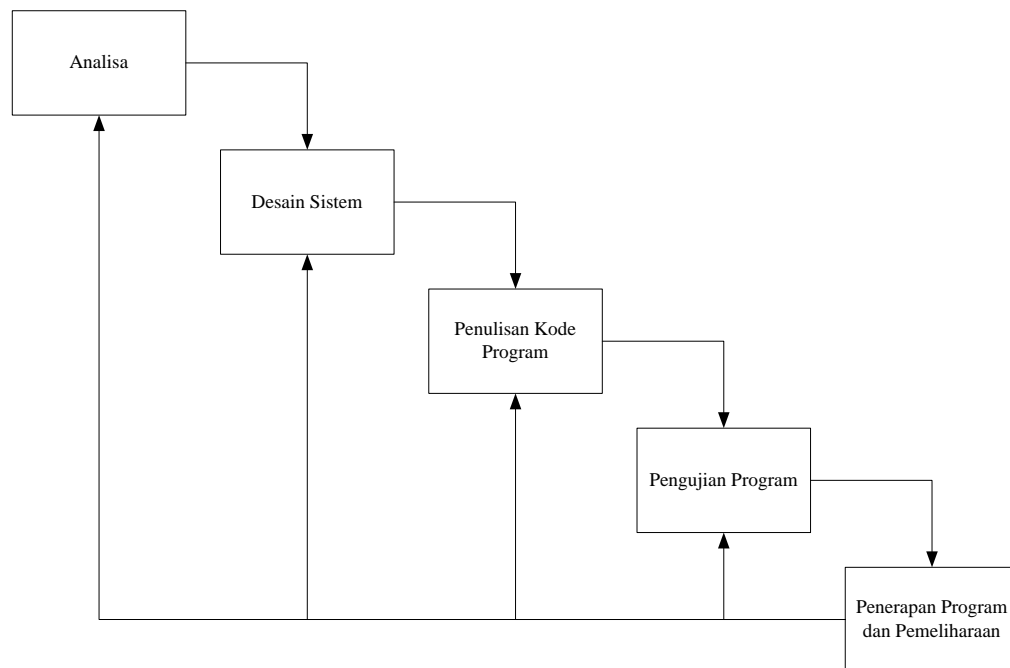 Analisa
Desain Sistem
Penulisan Kode
Program
Pengujian Program
Penerapan Program
dan Pemeliharaan